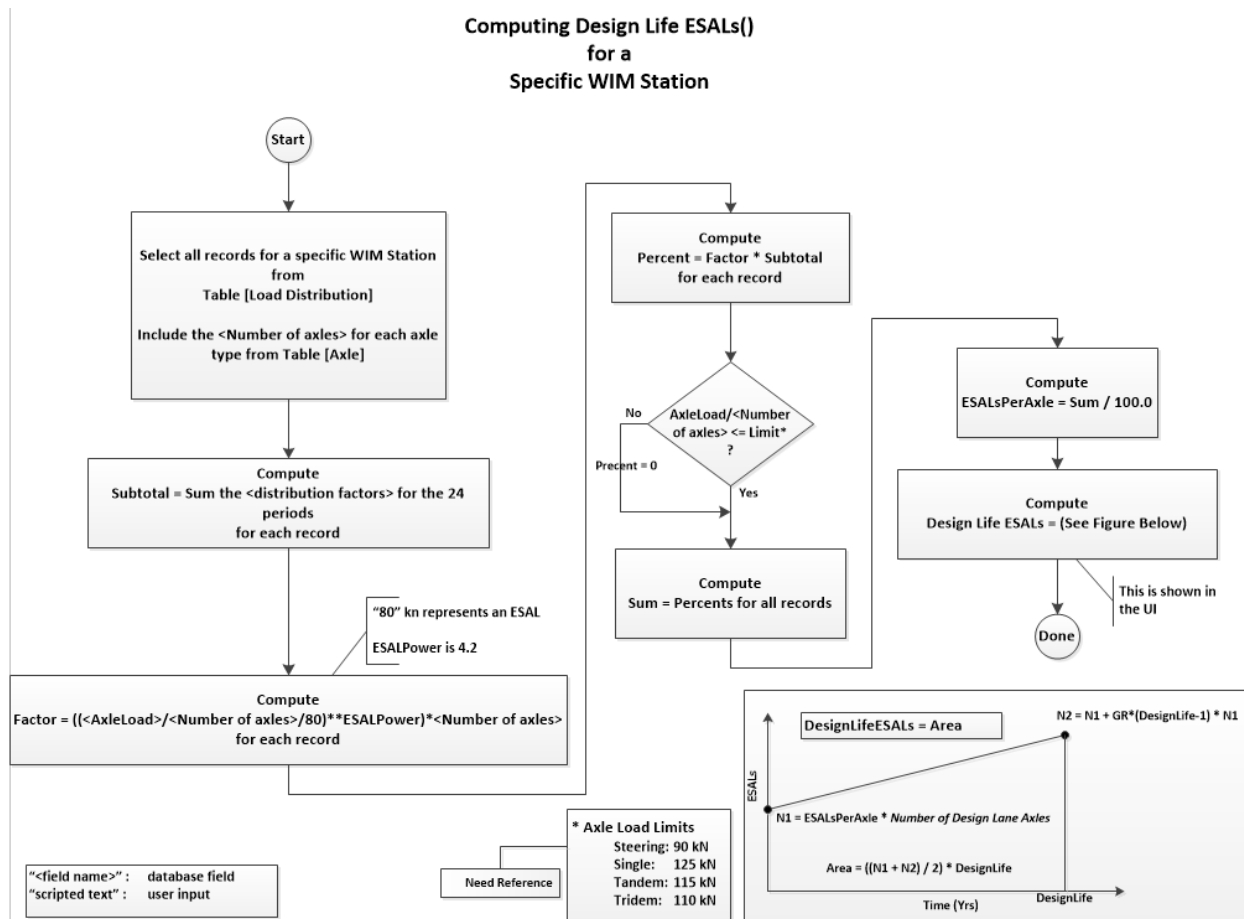 Computing Design Life ESALs()
for a
Specific WIM Station
Start
Select all records for a specific WIM Station
from
Table [Load Distribution]
Include the <Number of axles> for each axle
type from Table [Axle]
Compute
Subtotal = Sum the <distribution factors> for the 24
periods
for each record
"80" kn represents an ESAL
ESALPower is 4.2
Compute
Factor = ((<AxleLoad>/<Number of axles>/80)**ESALPower)*<Number of axles>
for each record
Compute
Percent = Factor * Subtotal
for each record
AxleLoad/<Number
of axles> <= Limit*
?
No
Precent = 0
Yes
Compute
Sum = Percents for all records
Compute
ESALsPerAxle = Sum / 100.0
Compute
Design Life ESALs = (See Figure Below)
This is shown in
the UI
Done
"<field name>" : database field
"scripted text" : user input
Need Reference
* Axle Load Limits
Steering: 90 kN
Single: 125 kN
Tandem: 115 kN
Tridem: 110 kN
DesignLifeESALs = Area
N2 = N1 + GR*(DesignLife-1) * N1
ESALs
N1 = ESALsPerAxle * Number of Design Lane Axles
Area = ((N1 + N2) / 2) * DesignLife
DesignLife
Time (Yrs)